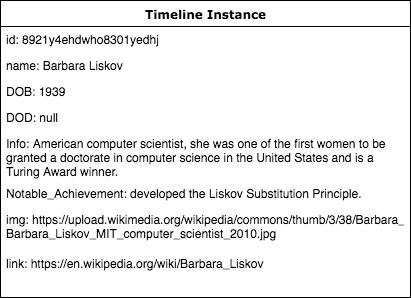 Timeline Instance
id: 8921y4ehdwho8301yedhj
name: Barbara Liskov
DOB: 1939
DOD: null
Info: American computer scientist, she was one of the first women to be
granted a doctorate in computer science in the United States and is a
Turing Award winner.
Notable_Achievement: developed the Liskov Substitution Principle.
img: https://upload.wikimedia.org/wikipedia/commons/thumb/3/38/Barbara_
Barbara_Liskov_MIT_computer_scientist_2010.jpg
link: https://en.wikipedia.org/wiki/Barbara_Liskov